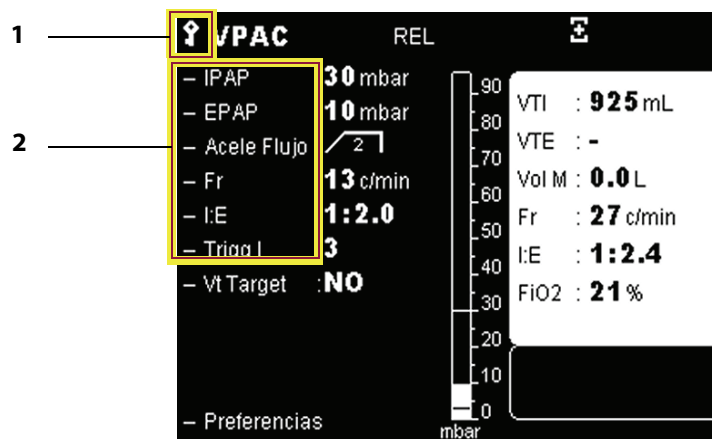 1
VPAC REL
2
– IPAP 30 mbar
– EPAP 10 mbar
– Acele Flujo 2
– Fr 13 c/min
– I:E 1:2.0
– Trigg I 3
– Vt Target :NO
– Preferencias
90
80
70
60
50
40
30
20
10
0
mbar
VTI : 925 mL
VTE : -
Vol M : 0.0 L
Fr : 27 c/min
I:E : 1:2.4
FiO2 : 21 %